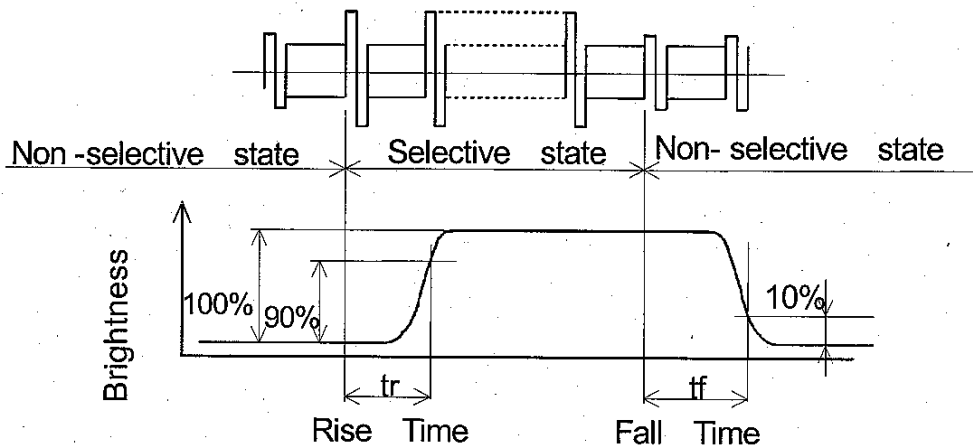 Non -selective state Selective state Non- selective state
Brightness
100%
90%
10%
tr
tf
Rise Time
Fall Time